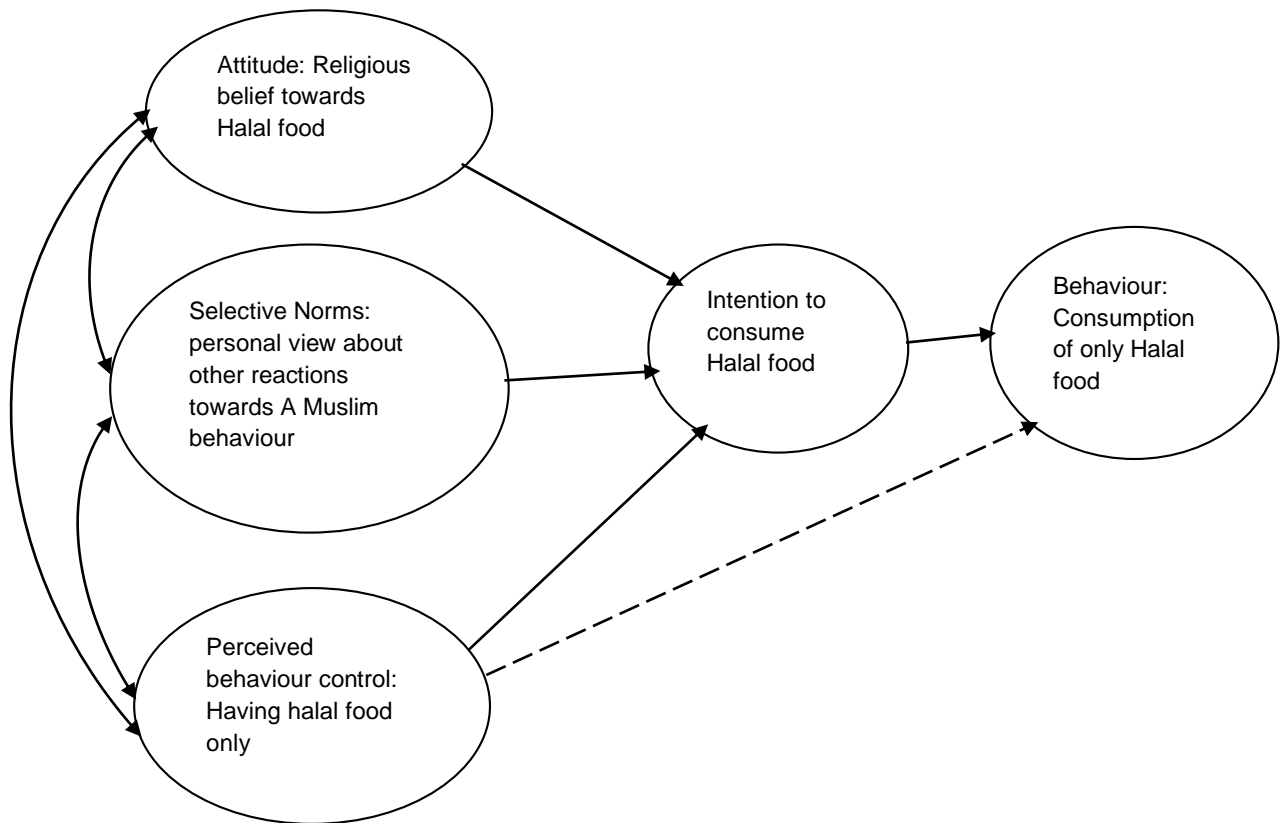 Attitude: Religious
belief towards
Halal food
Selective Norms:
personal view about
other reactions
towards A Muslim
behaviour
Perceived
behaviour control:
Having halal food
only
Intention to
consume
Halal food
Behaviour:
Consumption
of only Halal
food